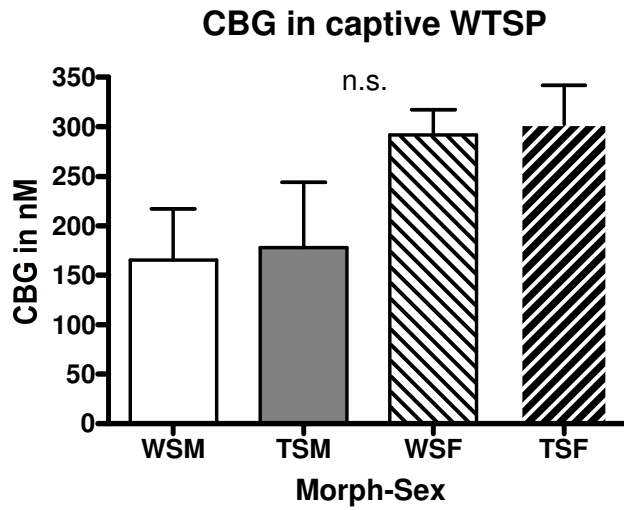 CBG in captive WTSP
n.s.
CBG in nM
350
300
250
200
150
100
50
0
WSM TSM WSF TSF
Morph-Sex